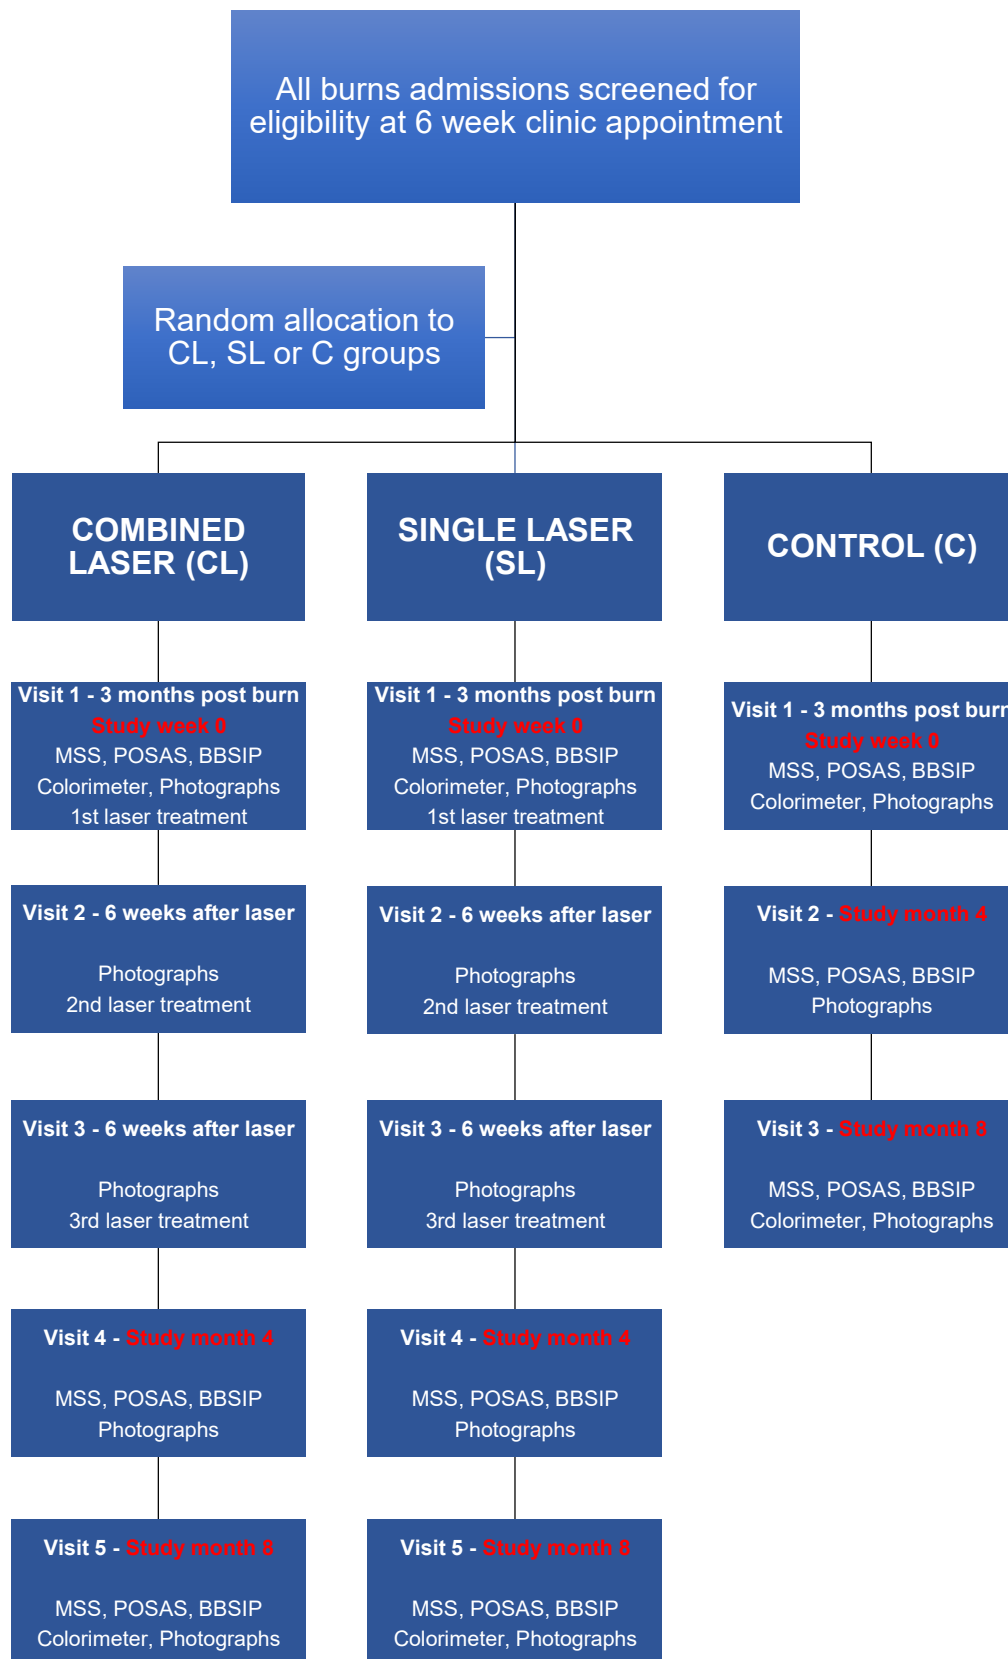 All burns admissions screened for
eligibility at 6 week clinic appointment
Random allocation to
CL, SL or C groups
COMBINED
LASER (CL)
SINGLE LASER
(SL)
CONTROL (C)
Visit 1 - 3 months post burn
Study week 0
MSS, POSAS, BBSIP
Colorimeter, Photographs
1st laser treatment
Visit 1 - 3 months post burn
Study week 0
MSS, POSAS, BBSIP
Colorimeter, Photographs
1st laser treatment
Visit 1 - 3 months post burn
Study week 0
MSS, POSAS, BBSIP
Colorimeter, Photographs
Visit 2 - 6 weeks after laser
Photographs
2nd laser treatment
Visit 2 - 6 weeks after laser
Photographs
2nd laser treatment
Visit 2 - Study month 4
MSS, POSAS, BBSIP
Photographs
Visit 3 - 6 weeks after laser
Photographs
3rd laser treatment
Visit 3 - 6 weeks after laser
Photographs
3rd laser treatment
Visit 3 - Study month 8
MSS, POSAS, BBSIP
Colorimeter, Photographs
Visit 4 - Study month 4
MSS, POSAS, BBSIP
Photographs
Visit 4 - Study month 4
MSS, POSAS, BBSIP
Photographs
Visit 5 - Study month 8
MSS, POSAS, BBSIP
Colorimeter, Photographs
Visit 5 - Study month 8
MSS, POSAS, BBSIP
Colorimeter, Photographs